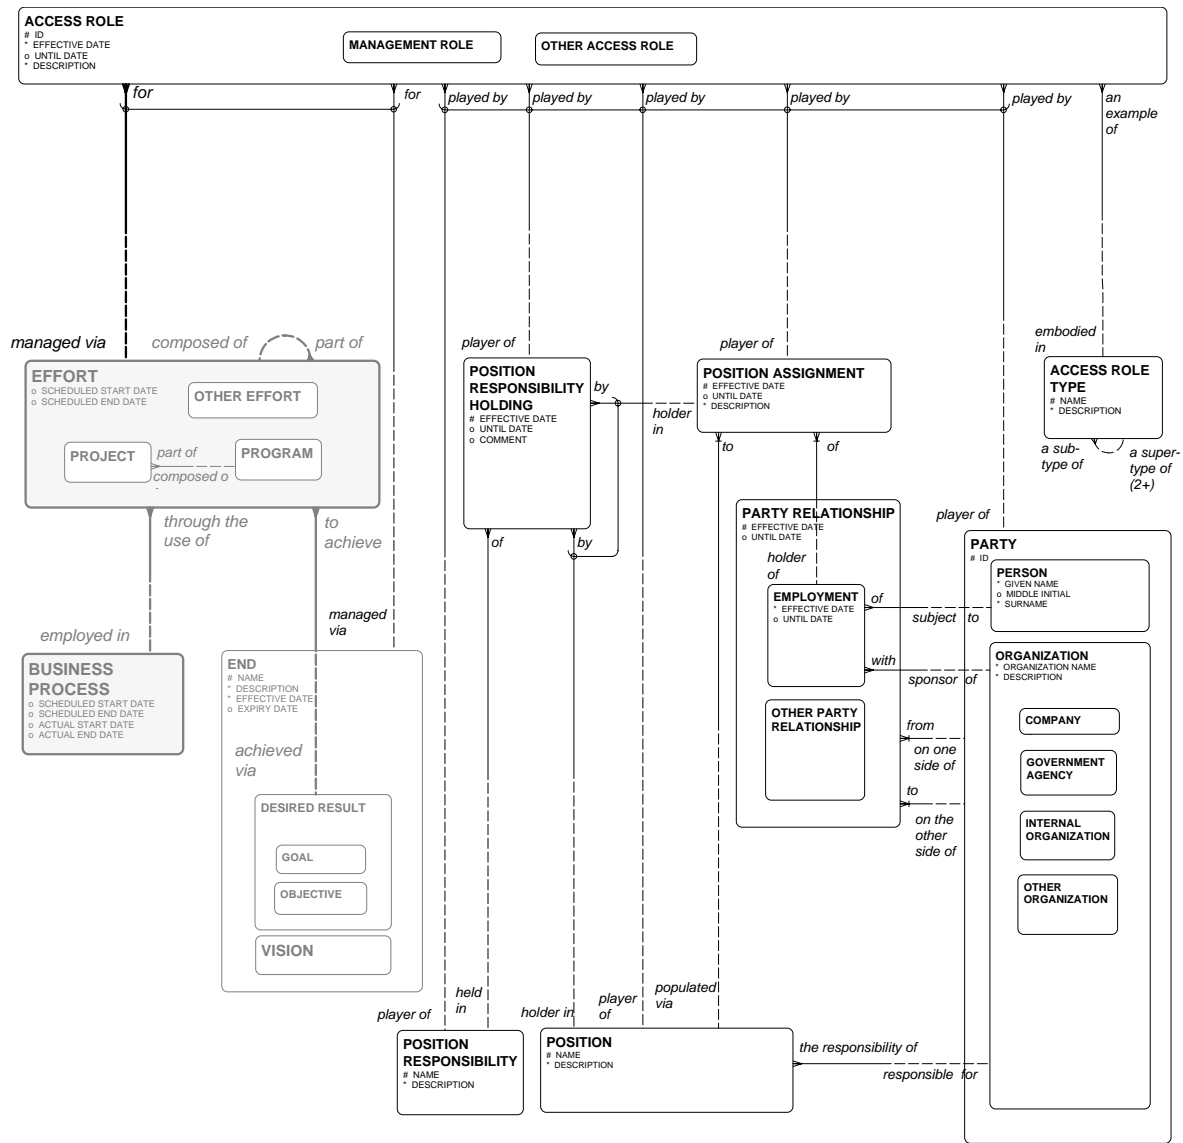 ACCESS ROLE
# ID
* EFFECTIVE DATE
o UNTIL DATE
* DESCRIPTION
MANAGEMENT ROLE
OTHER ACCESS ROLE
for
for
played by
played by
played by
played by
played by
an
example
of
managed via
composed of
part of
EFFORT
o SCHEDULED START DATE
o SCHEDULED END DATE
OTHER EFFORT
PROJECT
part of
composed o
PROGRAM
through the
use of
to
achieve
employed in
BUSINESS
PROCESS
o SCHEDULED START DATE
o SCHEDULED END DATE
o ACTUAL START DATE
o ACTUAL END DATE
managed
via
END
# NAME
* DESCRIPTION
* EFFECTIVE DATE
o EXPIRY DATE
achieved
via
DESIRED RESULT
GOAL
OBJECTIVE
VISION
player of
POSITION
RESPONSIBILITY
HOLDING
# EFFECTIVE DATE
o UNTIL DATE
o COMMENT
by
holder
in
of
by
player of
POSITION ASSIGNMENT
# EFFECTIVE DATE
o UNTIL DATE
* DESCRIPTION
to
of
embodied
in
ACCESS ROLE
TYPE
# NAME
* DESCRIPTION
a sub-
type of
a super-
type of
(2+)
PARTY RELATIONSHIP
# EFFECTIVE DATE
o UNTIL DATE
holder
of
EMPLOYMENT
* EFFECTIVE DATE
o UNTIL DATE
of
subject to
with
sponsor of
OTHER PARTY
RELATIONSHIP
from
on one
side of
to
on the
other
side of
player of
PARTY
# ID
PERSON
* GIVEN NAME
o MIDDLE INITIAL
* SURNAME
ORGANIZATION
* ORGANIZATION NAME
* DESCRIPTION
COMPANY
GOVERNMENT
AGENCY
INTERNAL
ORGANIZATION
OTHER
ORGANIZATION
player of
held
in
holder in
player
of
populated
via
POSITION
RESPONSIBILITY
# NAME
* DESCRIPTION
POSITION
# NAME
* DESCRIPTION
the responsibility of
responsible for